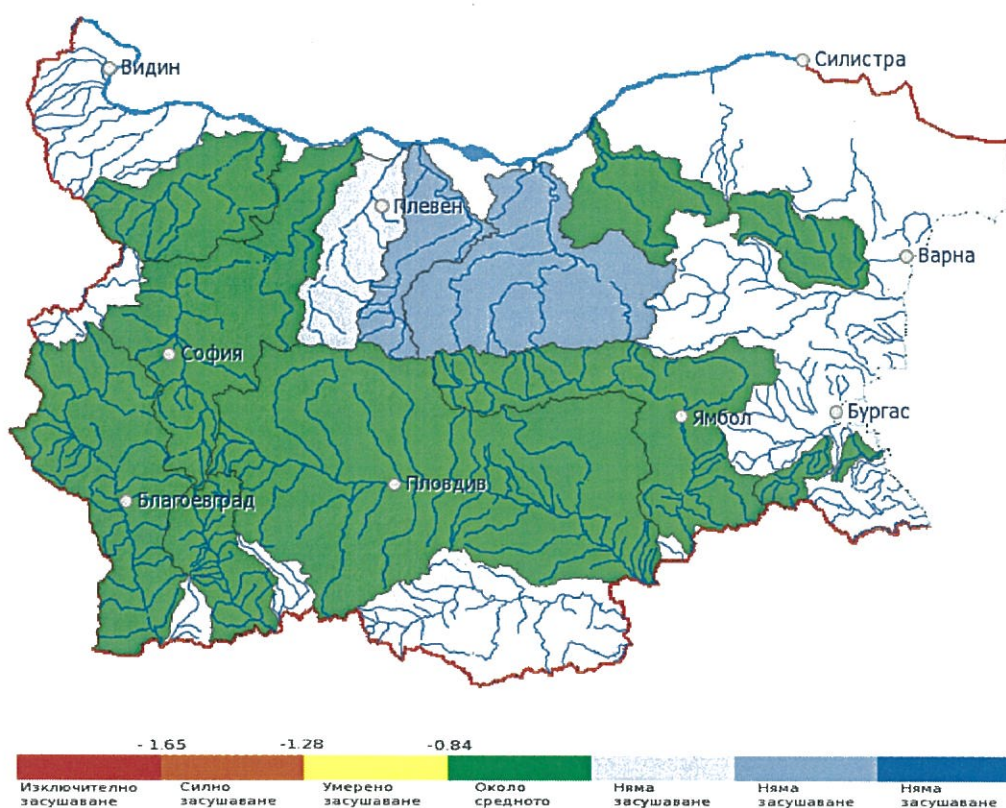 Видин
Силистра
Плевен
Варна
София
Ямбол
Бургас
Пловдив
Благоевград
- 1.65
-1.28
-0.84
Изключително засушаване
Силно засушаване
Умерено засушаване
Около средното
Няма засушаване
Няма засушаване
Няма засушаване